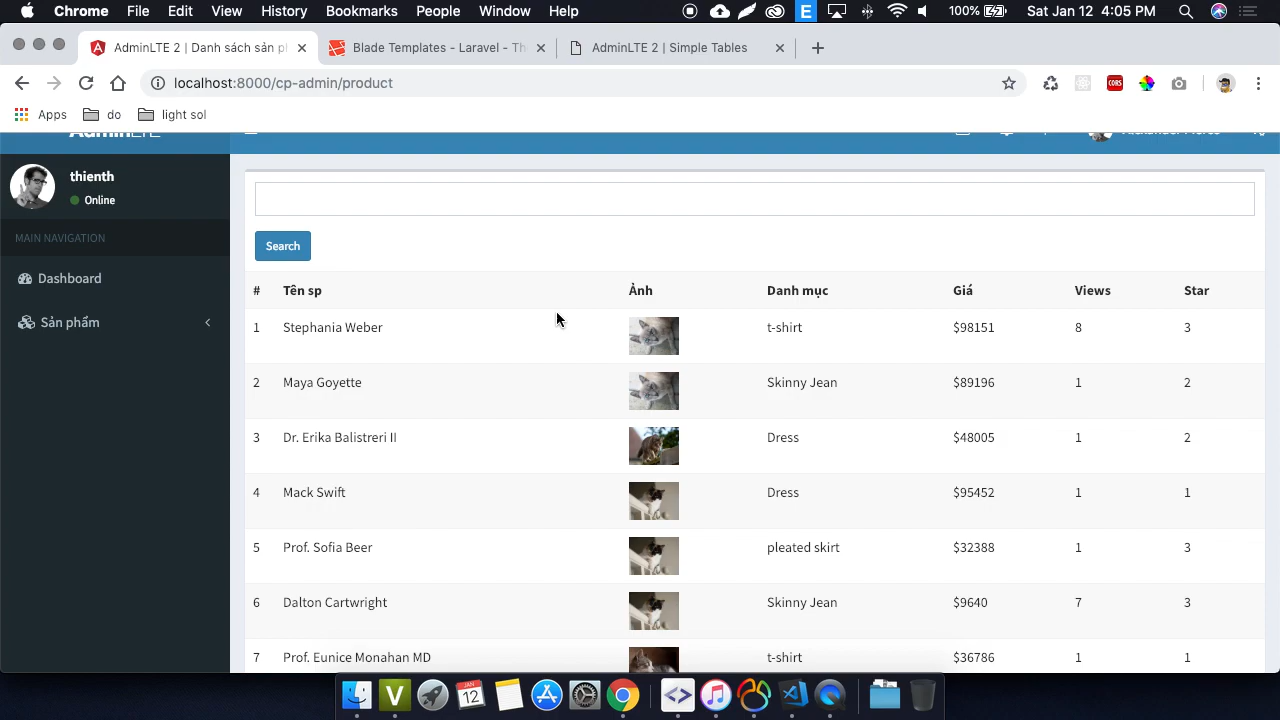 Chrome File Edit View History Bookmarks People Window Help 100% Sat Jan 12 4:05 PM
AdminLTE 2 | Danh sách sản p
Blade Templates - Laravel - Th
AdminLTE 2 | Simple Tables
localhost:8000/cp-admin/product
CORS
Apps do light sol
AdminLTE
thienth
Online
MAIN NAVIGATION
Dashboard
Sản phẩm
Search
# Tên sp Ảnh Danh mục Giá Views Star
1 Stephania Weber t-shirt $98151 8 3
2 Maya Goyette Skinny Jean $89196 1 2
3 Dr. Erika Balistreri II Dress $48005 1 2
4 Mack Swift Dress $95452 1 1
5 Prof. Sofia Beer pleated skirt $32388 1 3
6 Dalton Cartwright Skinny Jean $9640 7 3
7 Prof. Eunice Monahan MD t-shirt $36786 1 1
JAN
12